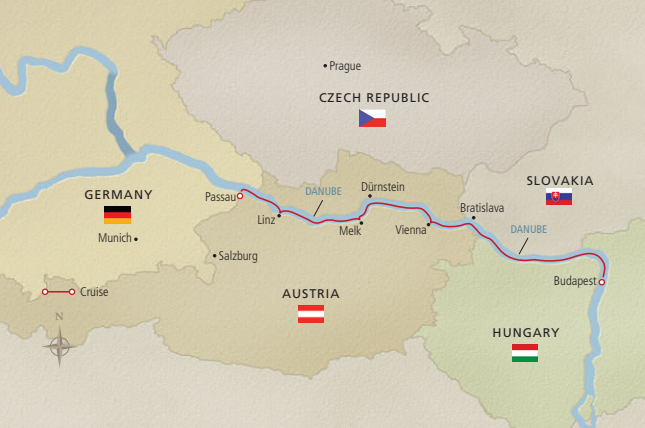 Prague
CZECH REPUBLIC
SLOVAKIA
GERMANY
Passau
DANUBE
Dürnstein
Linz
Melk
Vienna
Bratislava
DANUBE
Munich
Salzburg
Budapest
Cruise
AUSTRIA
N
HUNGARY